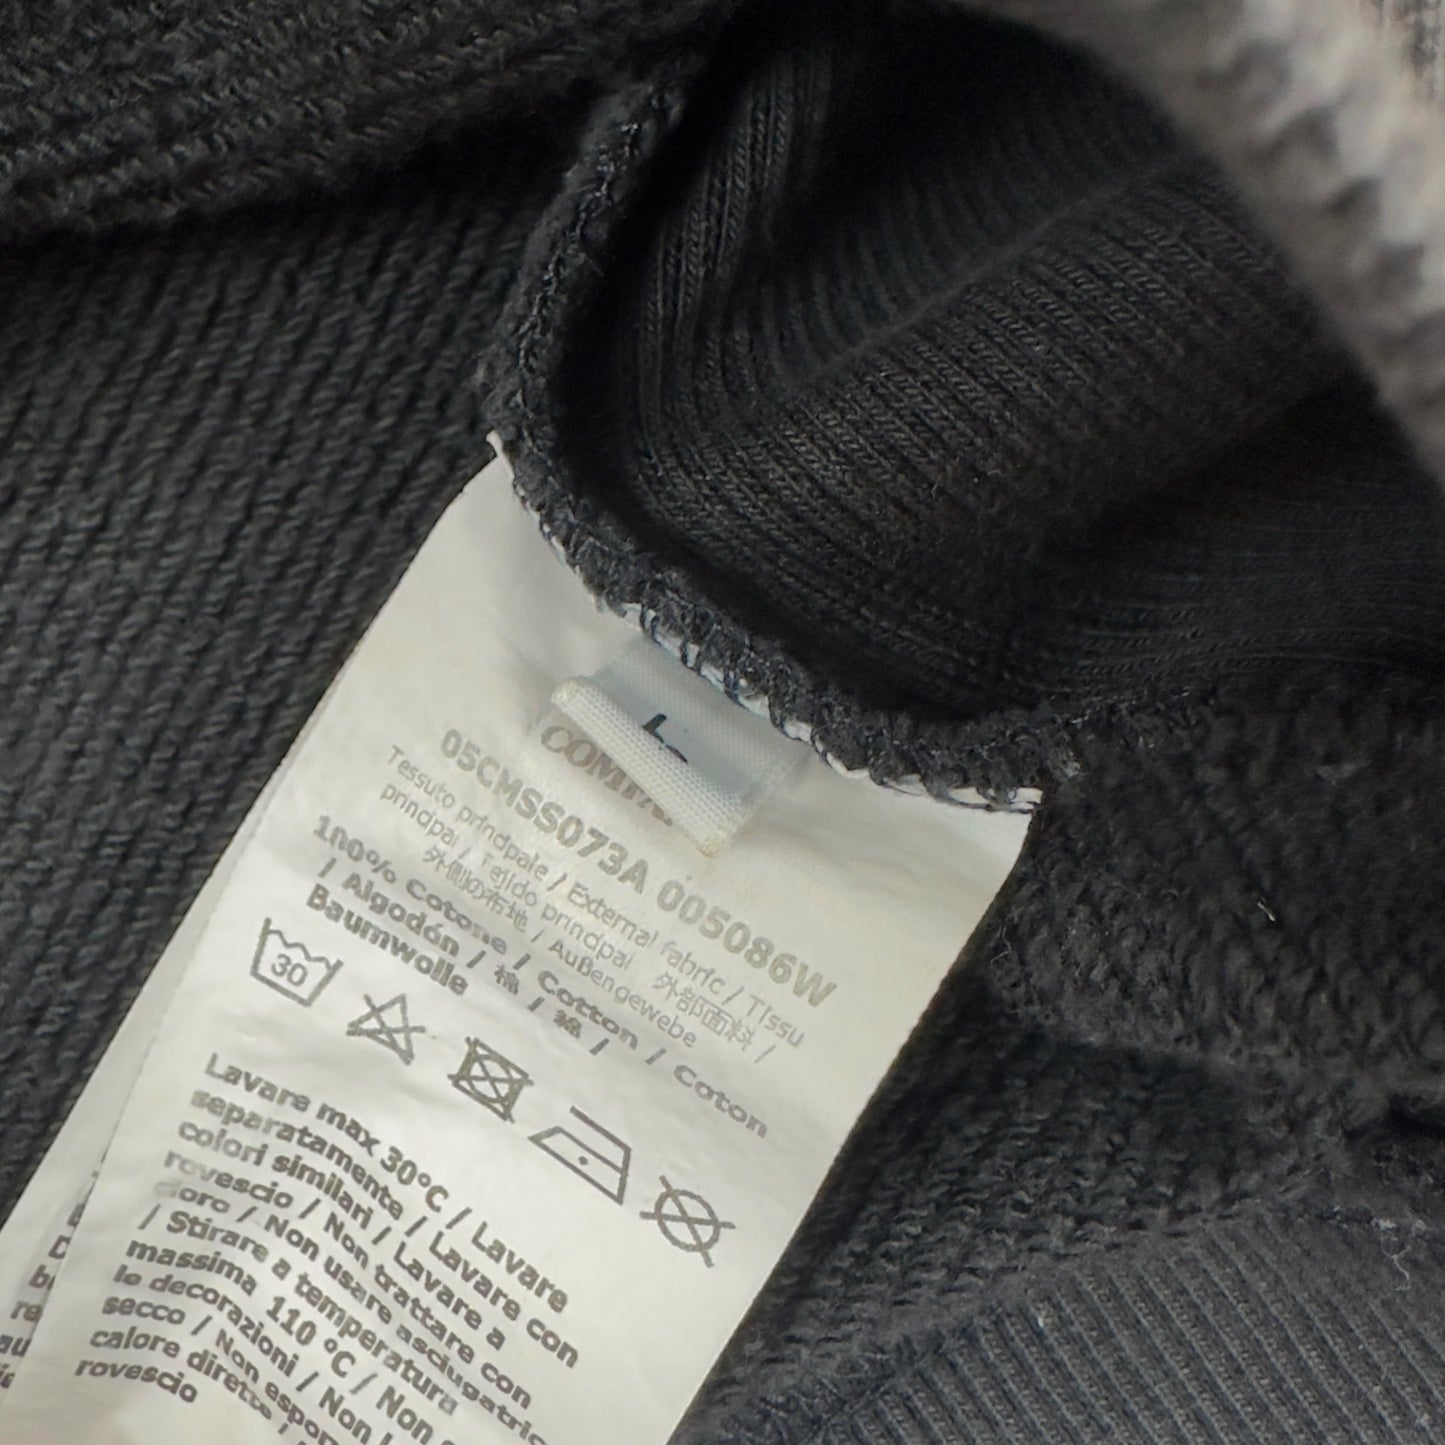 L
COMPA
05CMSS073A 005086W
Tessuto principale / External fabric / Tissu
principal / Tejido principal 外部面料 /
外側の布地 / Außengewebe
100% Cotone / Cotton / Coton
/ Algodón / 棉 / 綿 /
Baumwolle
30
Lavare max 30°C / Lavare
separatamente / Lavare con
colori similari / Lavare a
rovescio / Non trattare con
cloro / Non usare asciugatric
/ Stirare a temperatura
massima 110 °C / Non
le decorazioni / Non
secco / Non
calore diretto /
rovescio